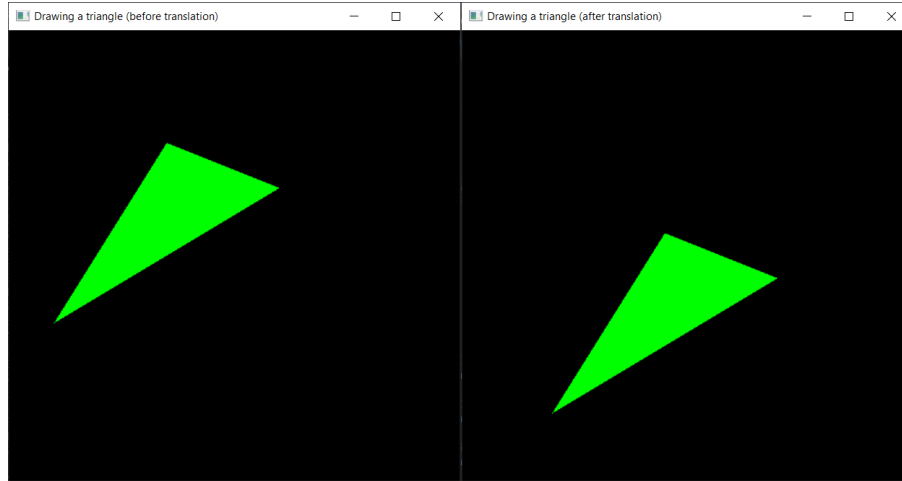 Drawing a triangle (before translation)
Drawing a triangle (after translation)